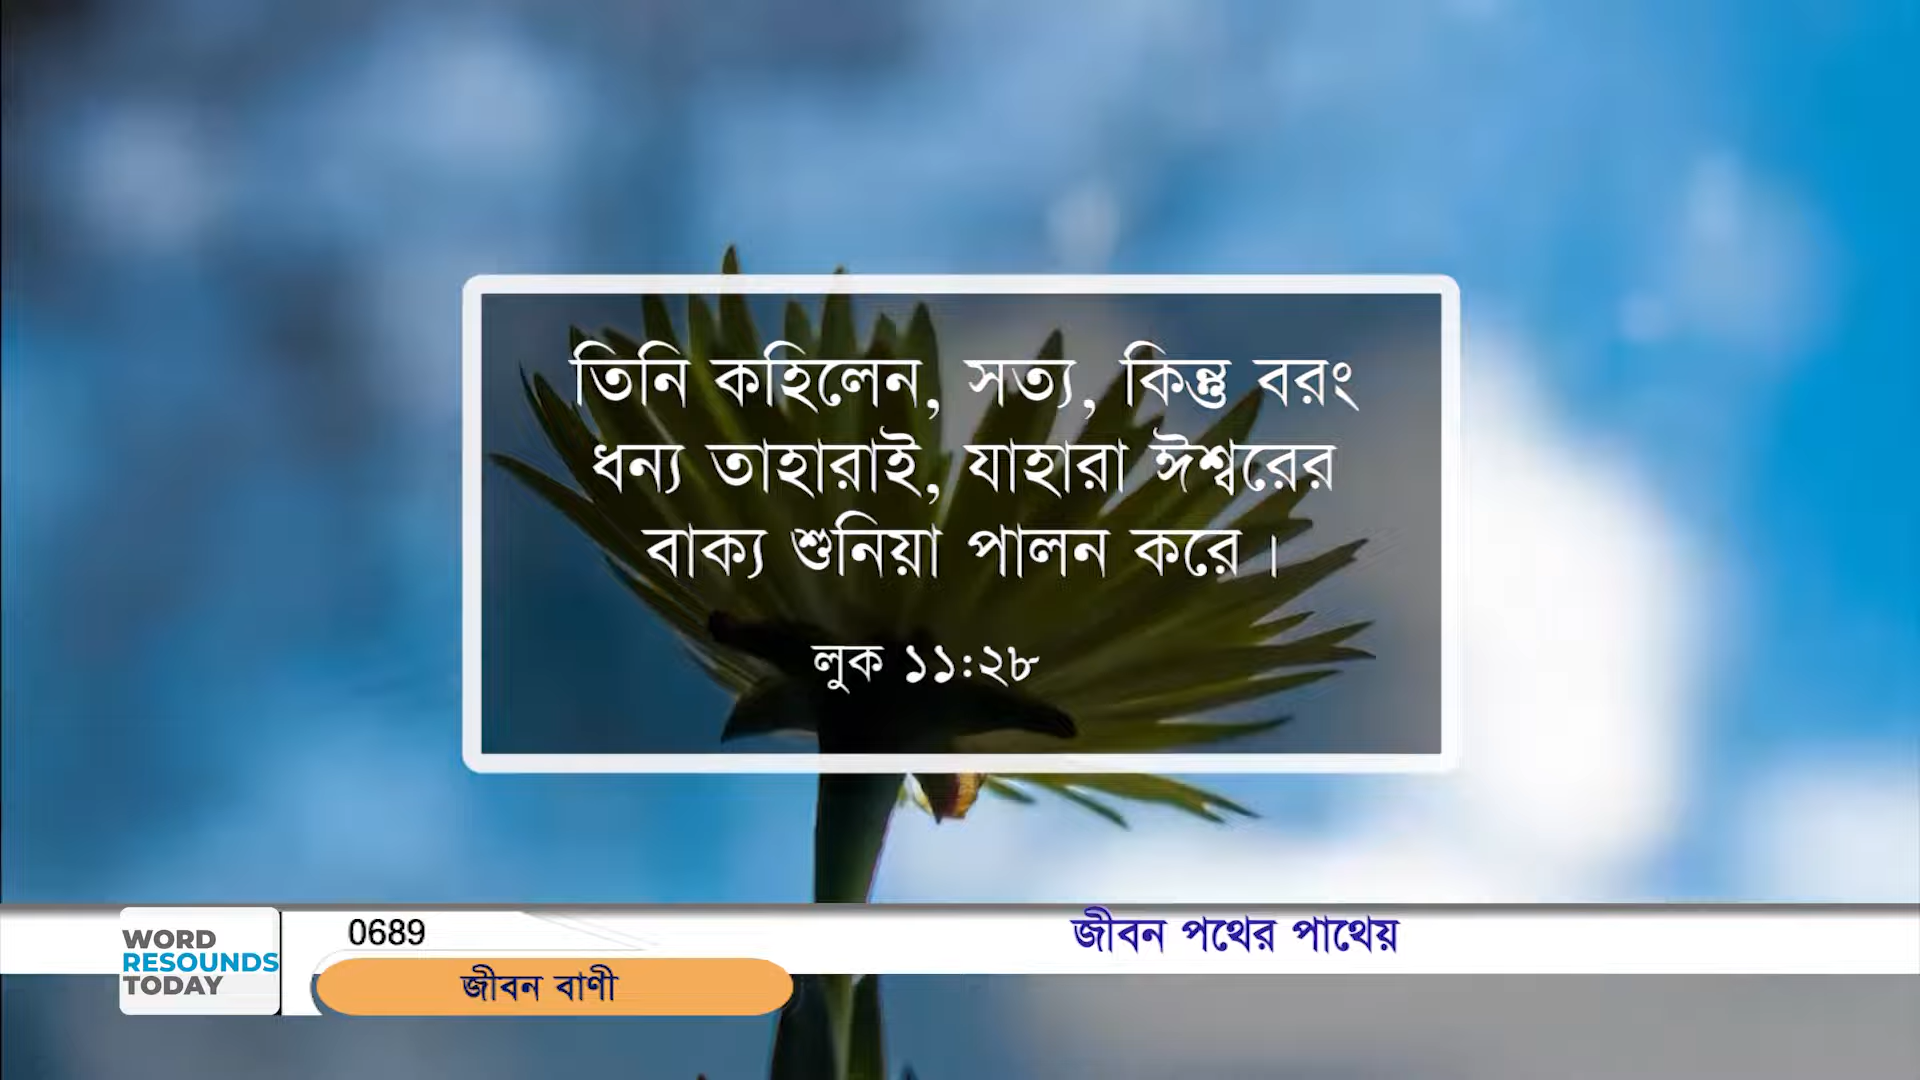 তিনি কহিলেন, সত্য, কিন্তু বরং
ধন্য তাহারাই, যাহারা ঈশ্বরের
বাক্য শুনিয়া পালন করে।
লুক ১১:২৮
WORD
RESOUNDS
TODAY
0689
জীবন বাণী
জীবন পথের পাথেয়